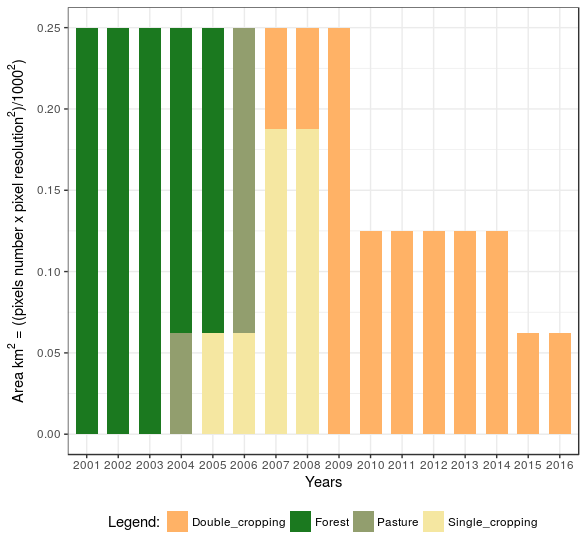 Area km² = ((pixels number x pixel resolution²)/1000²)
0.25
0.20
0.15
0.10
0.05
0.00
2001 2002 2003 2004 2005 2006 2007 2008 2009 2010 2011 2012 2013 2014 2015 2016
Years
Legend: Double_cropping Forest Pasture Single_cropping